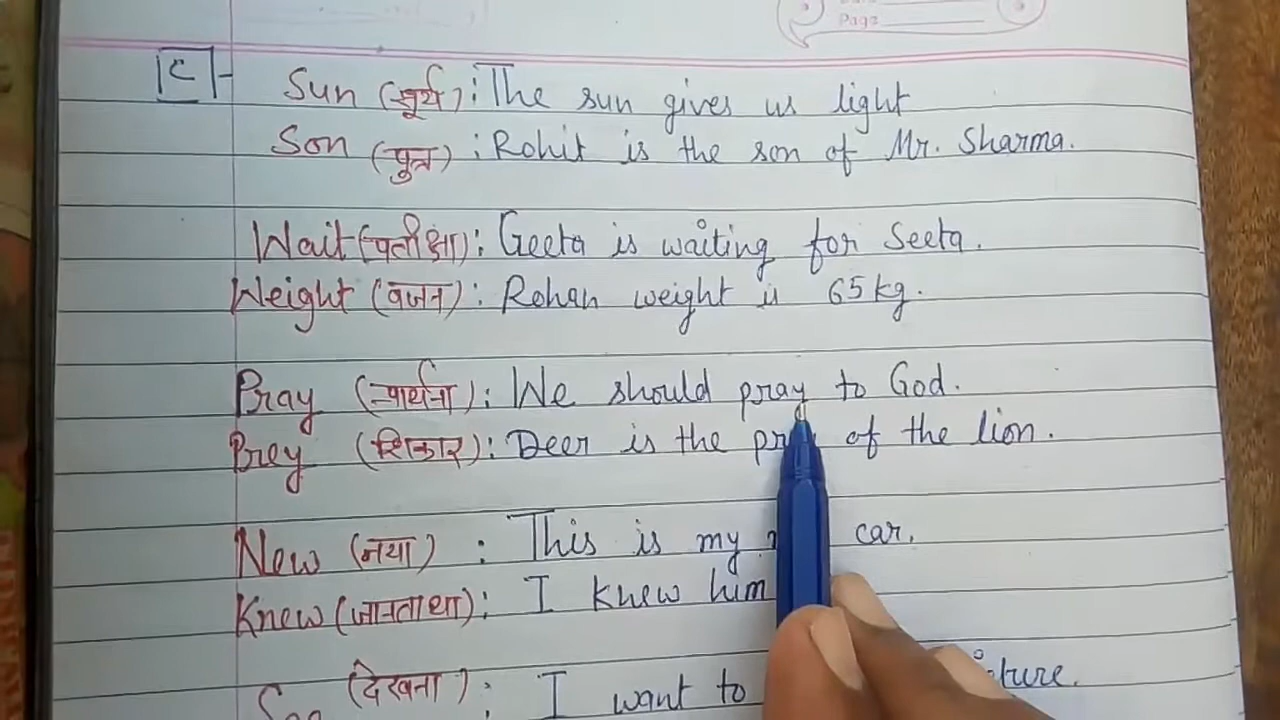 Page
C -
Sun (सूर्य) : The sun gives us light
Son (पुत्र) : Rohit is the son of Mr. Sharma.
Wait (प्रतीक्षा) : Geeta is waiting for Seeta.
Weight (वजन) : Rohan weight is 65 kg.
Pray (प्रार्थना) : We should pray to God.
Prey (शिकार) : Deer is the of the lion.
New (नया) : This is my car.
Knew (जानता था) : I knew him
(देखना) : I want to